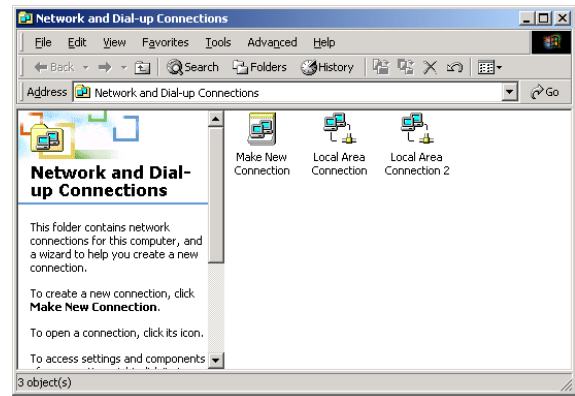 Network and Dial-up Connections
File Edit View Favorites Tools Advanced Help
Back Search Folders History
Address Network and Dial-up Connections Go
Network and Dial-
up Connections
This folder contains network
connections for this computer, and
a wizard to help you create a new
connection.
To create a new connection, click
Make New Connection.
To open a connection, click its icon.
To access settings and components
Make New
Connection
Local Area
Connection
Local Area
Connection 2
3 object(s)